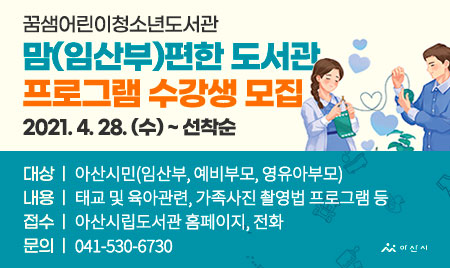 꿈샘어린이청소년도서관
맘(임산부)편한 도서관
프로그램 수강생 모집
2021. 4. 28. (수) ~ 선착순
대상 | 아산시민(임산부, 예비부모, 영유아부모)
내용 | 태교 및 육아관련, 가족사진 촬영법 프로그램 등
접수 | 아산시립도서관 홈페이지, 전화
문의 | 041-530-6730
아산시